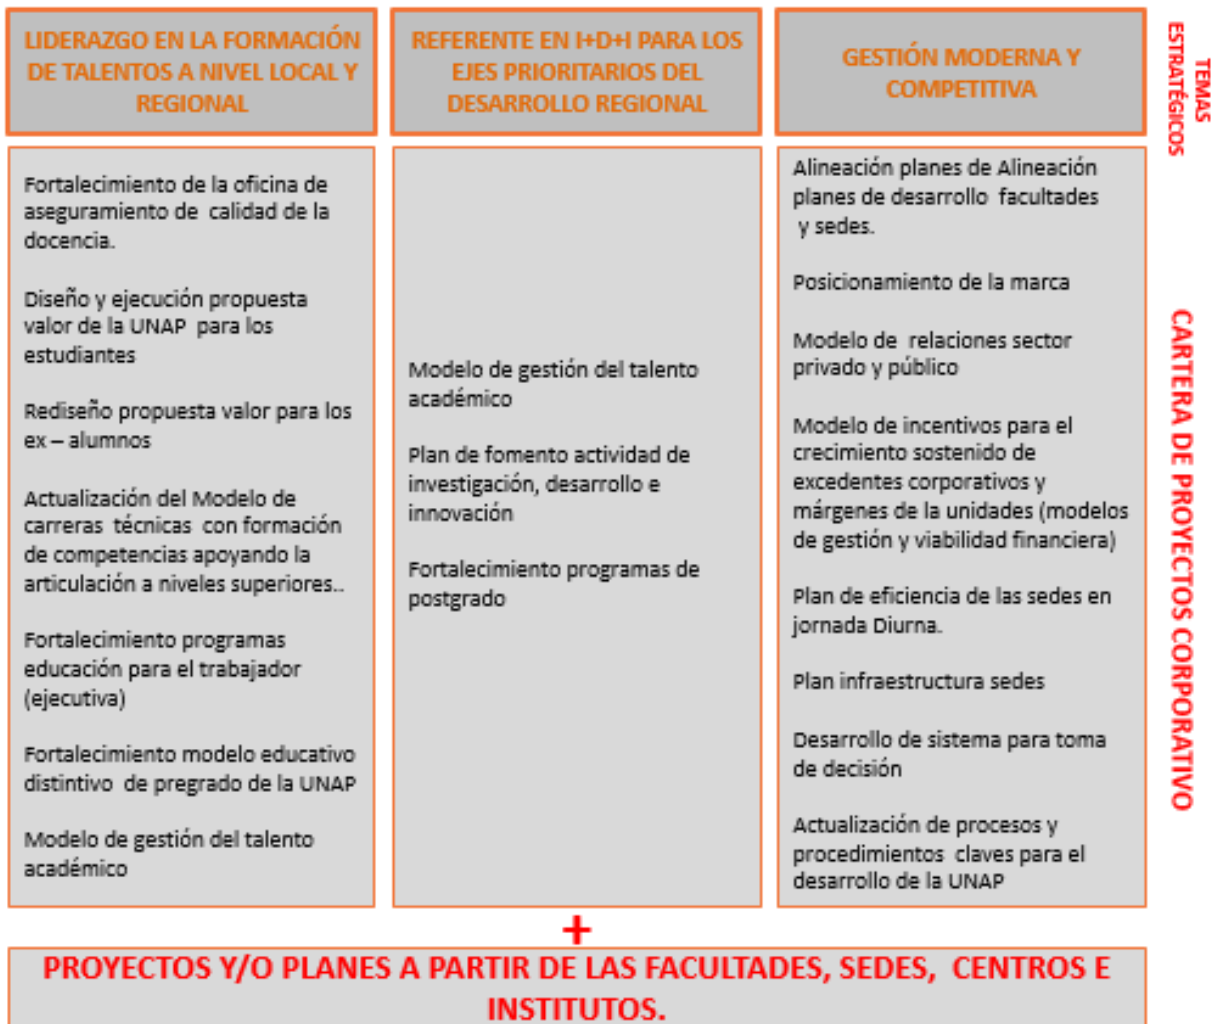 LIDERAZGO EN LA FORMACIÓN
DE TALENTOS A NIVEL LOCAL Y
REGIONAL
REFERENTE EN I+D+I PARA LOS
EJES PRIORITARIOS DEL
DESARROLLO REGIONAL
GESTIÓN MODERNA Y
COMPETITIVA
TEMAS
ESTRATÉGICOS
Fortalecimiento de la oficina de
aseguramiento de calidad de la
docencia.
Diseño y ejecución propuesta
valor de la UNAP para los
estudiantes
Rediseño propuesta valor para los
ex – alumnos
Actualización del Modelo de
carreras técnicas con formación
de competencias apoyando la
articulación a niveles superiores..
Fortalecimiento programas
educación para el trabajador
(ejecutiva)
Fortalecimiento modelo educativo
distintivo de pregrado de la UNAP
Modelo de gestión del talento
académico
Modelo de gestión del talento
académico
Plan de fomento actividad de
investigación, desarrollo e
innovación
Fortalecimiento programas de
postgrado
Alineación planes de Alineación
planes de desarrollo facultades
y sedes.
Posicionamiento de la marca
Modelo de relaciones sector
privado y público
Modelo de incentivos para el
crecimiento sostenido de
excedentes corporativos y
márgenes de la unidades (modelos
de gestión y viabilidad financiera)
Plan de eficiencia de las sedes en
jornada Diurna.
Plan infraestructura sedes
Desarrollo de sistema para toma
de decisión
Actualización de procesos y
procedimientos claves para el
desarrollo de la UNAP
CARTERA DE PROYECTOS CORPORATIVO
+
PROYECTOS Y/O PLANES A PARTIR DE LAS FACULTADES, SEDES, CENTROS E
INSTITUTOS.